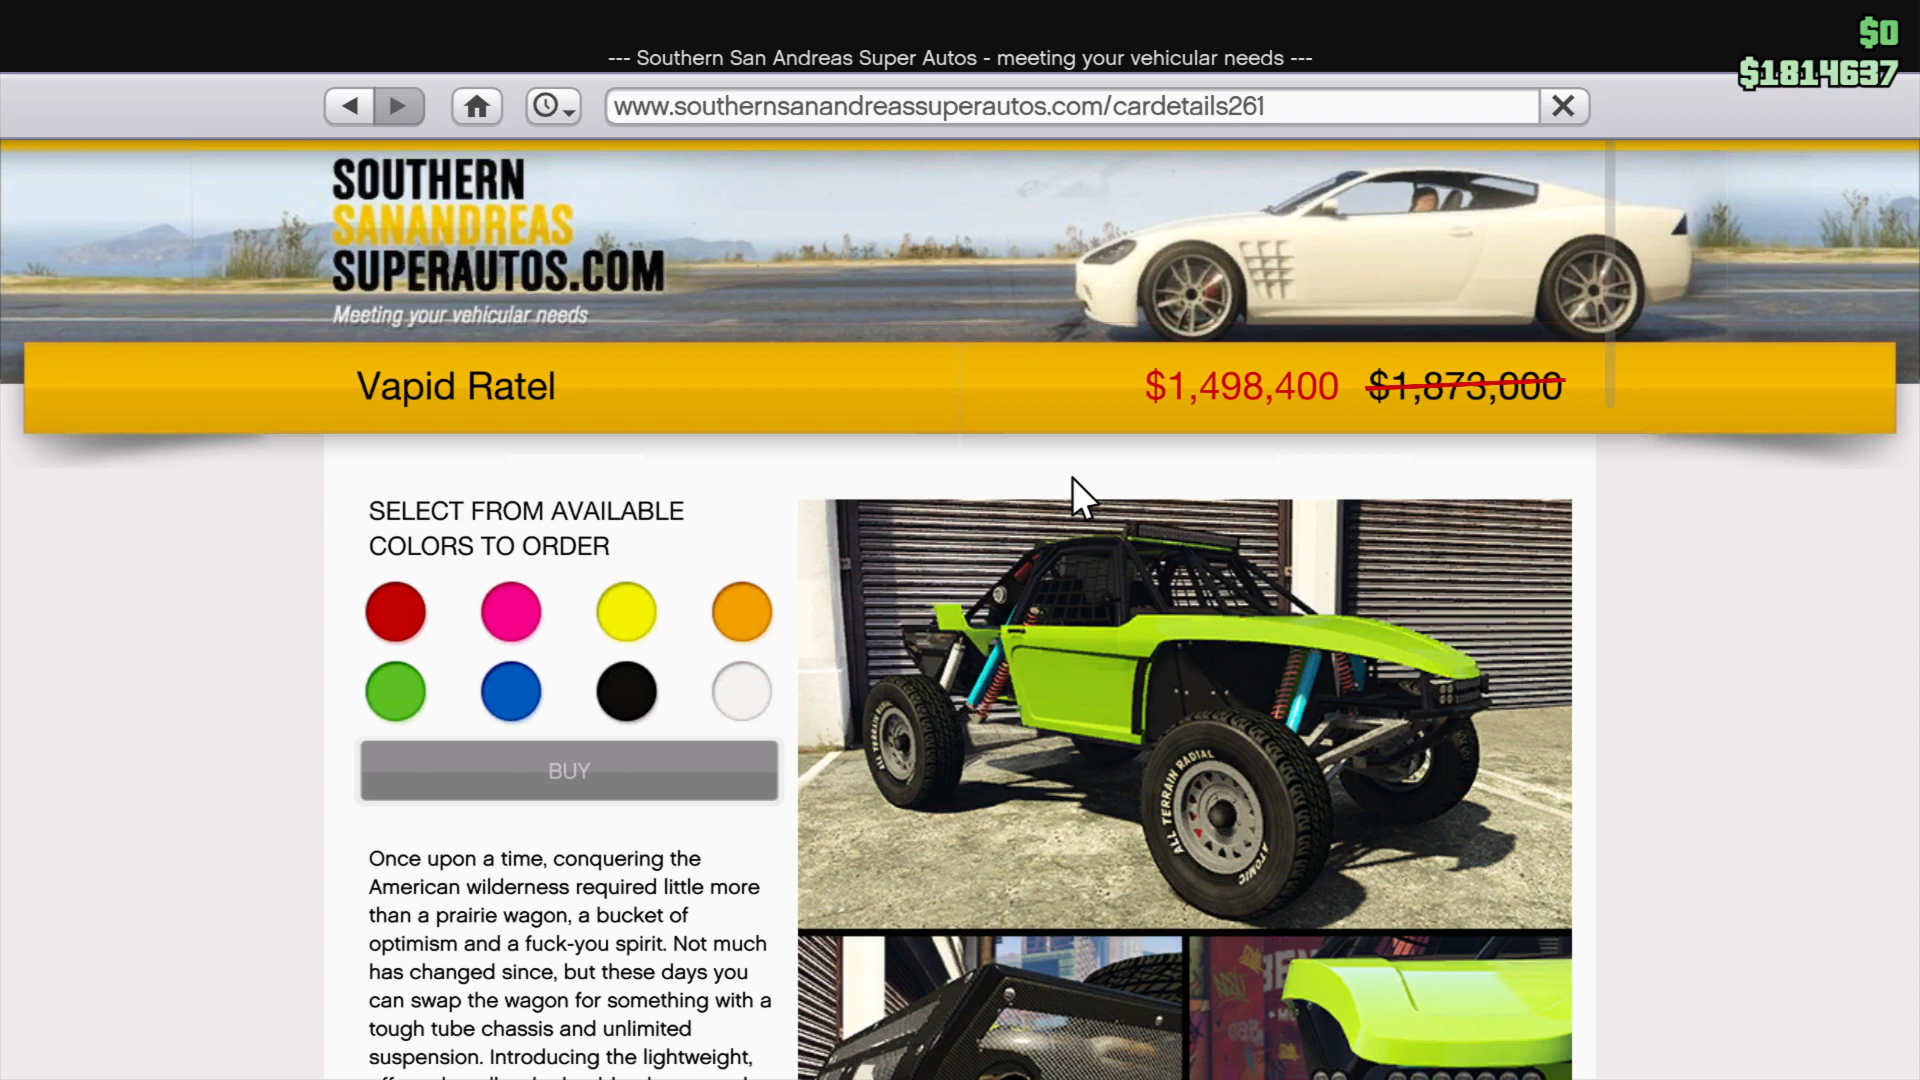 $0
$1814637
--- Southern San Andreas Super Autos - meeting your vehicular needs ---
www.southernsanandreassuperautos.com/cardetails261
SOUTHERN
SANANDREAS
SUPERAUTOS.COM
Meeting your vehicular needs
Vapid Ratel
$1,498,400 $1,873,000
SELECT FROM AVAILABLE
COLORS TO ORDER
BUY
Once upon a time, conquering the
American wilderness required little more
than a prairie wagon, a bucket of
optimism and a fuck-you spirit. Not much
has changed since, but these days you
can swap the wagon for something with a
tough tube chassis and unlimited
suspension. Introducing the lightweight,
ALL TERRAIN RADIAL
ATOMIC
ALL TERRAIN